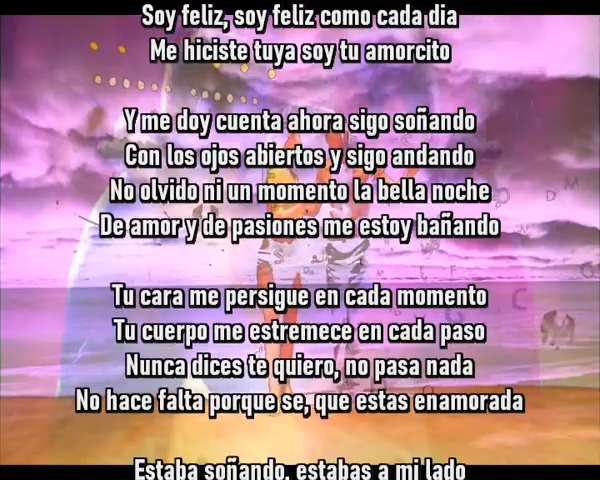 Soy feliz, soy feliz como cada dia
Me hiciste tuya soy tu amorcito
Y me doy cuenta ahora sigo soñando
Con los ojos abiertos y sigo andando
No olvido ni un momento la bella noche
De amor y de pasiones me estoy bañando
Tu cara me persigue en cada momento
Tu cuerpo me estremece en cada paso
Nunca dices te quiero, no pasa nada
No hace falta porque se, que estas enamorada
Estaba soñando, estabas a mi lado